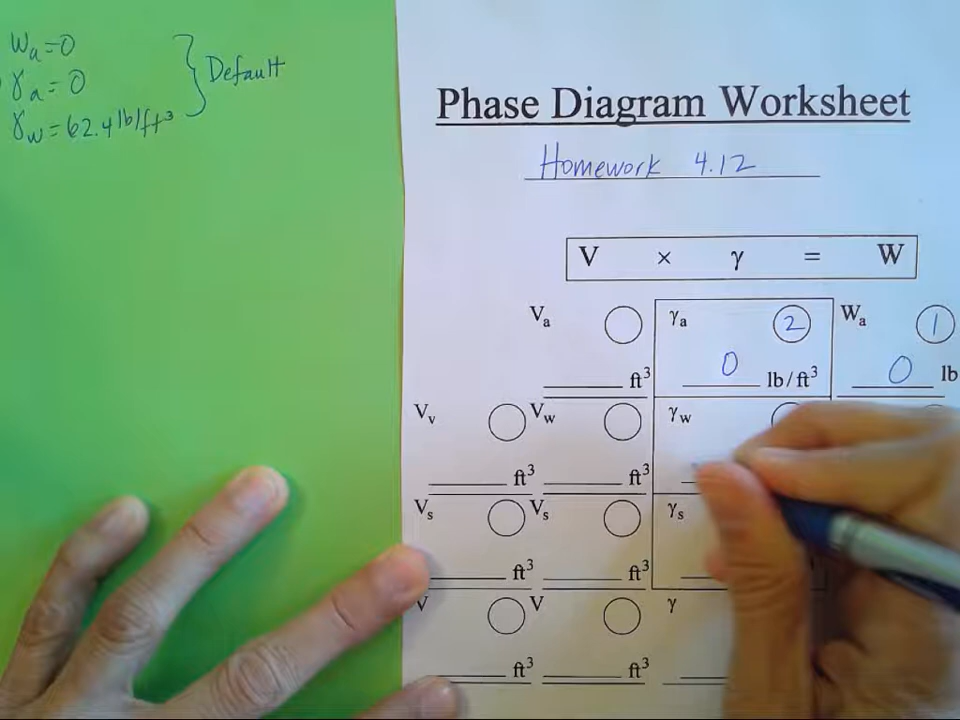 Wa=0
γa=0
γw=62.4 lb/ft³
} Default
Phase Diagram Worksheet
Homework 4.12
V × γ = W
Va
γa 2
Wa 1
ft³
0 lb/ft³
0 lb
Vv
Vw
γw
ft³
ft³
Vs
Vs
γs
ft³
ft³
V
V
γ
ft³
ft³